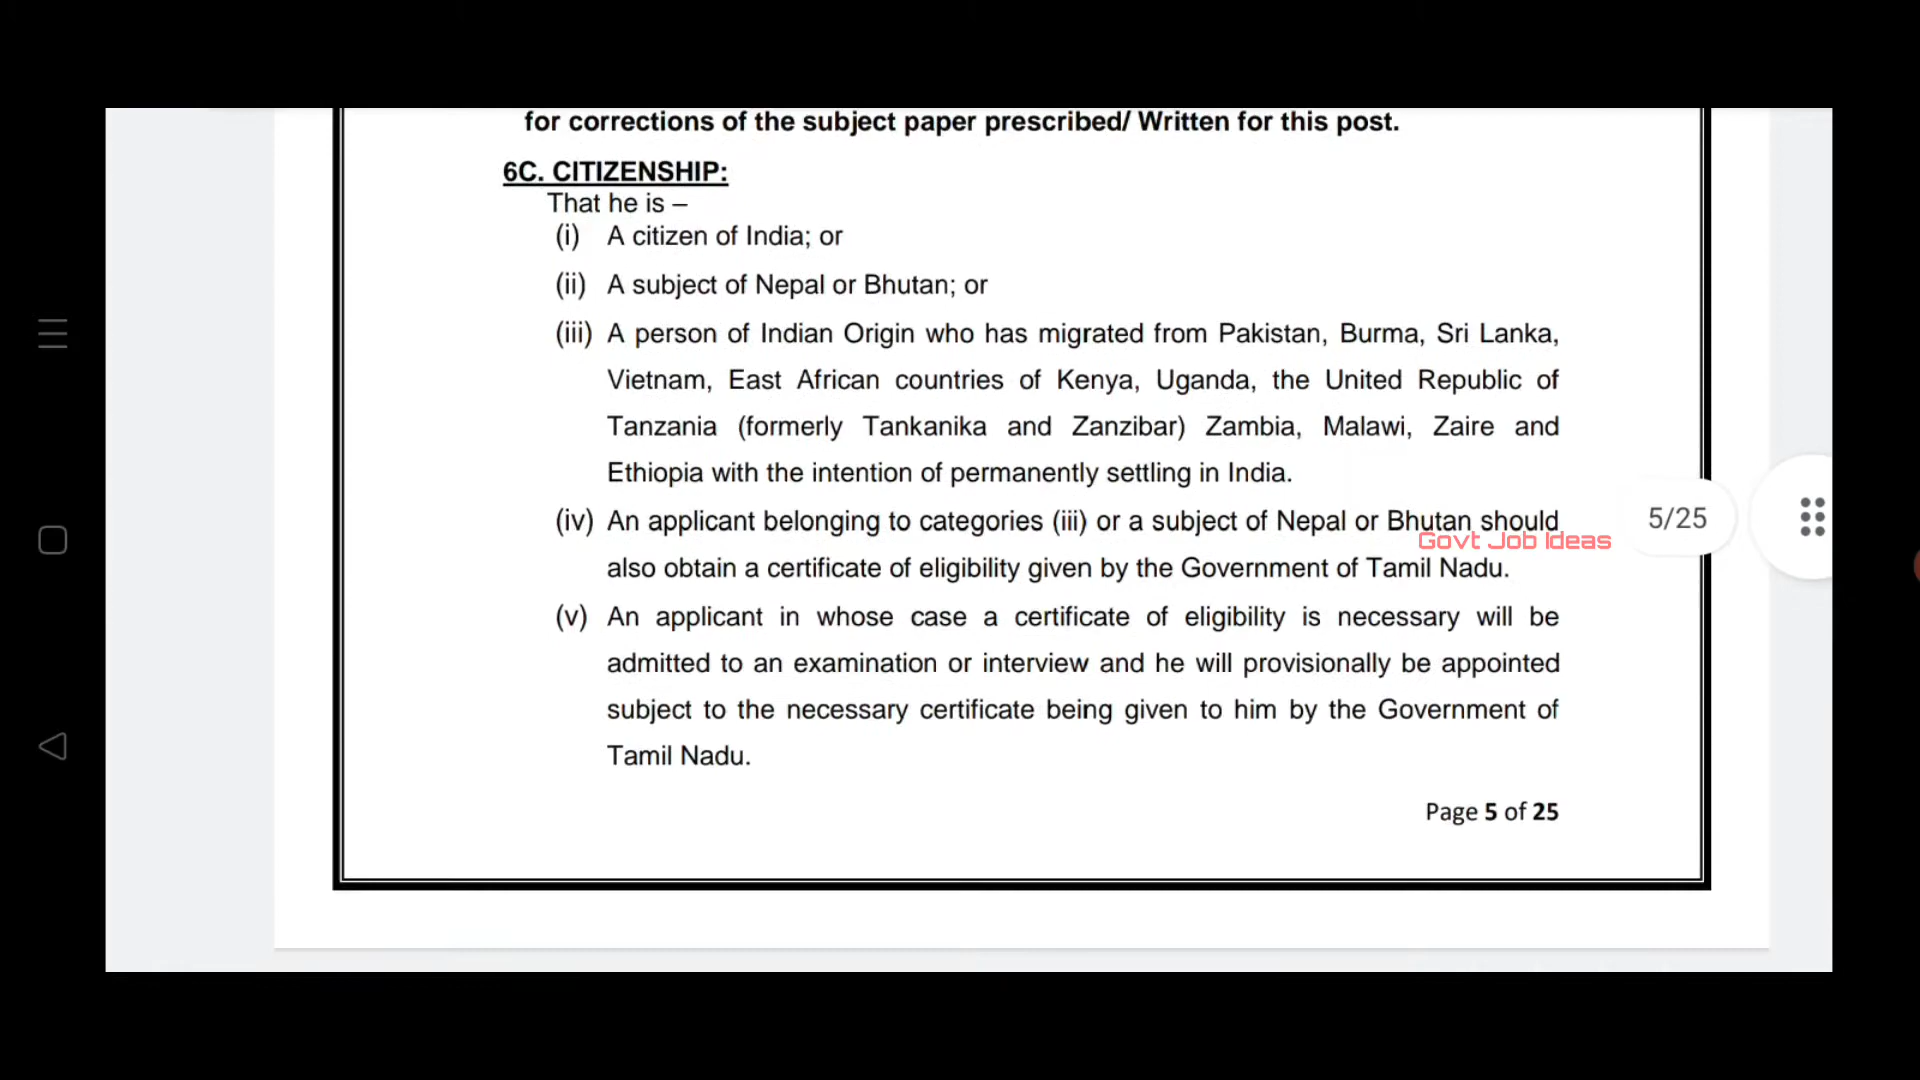 for corrections of the subject paper prescribed/ Written for this post.
6C. CITIZENSHIP:
That he is –
(i) A citizen of India; or
(ii) A subject of Nepal or Bhutan; or
(iii) A person of Indian Origin who has migrated from Pakistan, Burma, Sri Lanka,
Vietnam, East African countries of Kenya, Uganda, the United Republic of
Tanzania (formerly Tankanika and Zanzibar) Zambia, Malawi, Zaire and
Ethiopia with the intention of permanently settling in India.
(iv) An applicant belonging to categories (iii) or a subject of Nepal or Bhutan should
5/25
Govt Job Ideas
also obtain a certificate of eligibility given by the Government of Tamil Nadu.
(v) An applicant in whose case a certificate of eligibility is necessary will be
admitted to an examination or interview and he will provisionally be appointed
subject to the necessary certificate being given to him by the Government of
Tamil Nadu.
Page 5 of 25